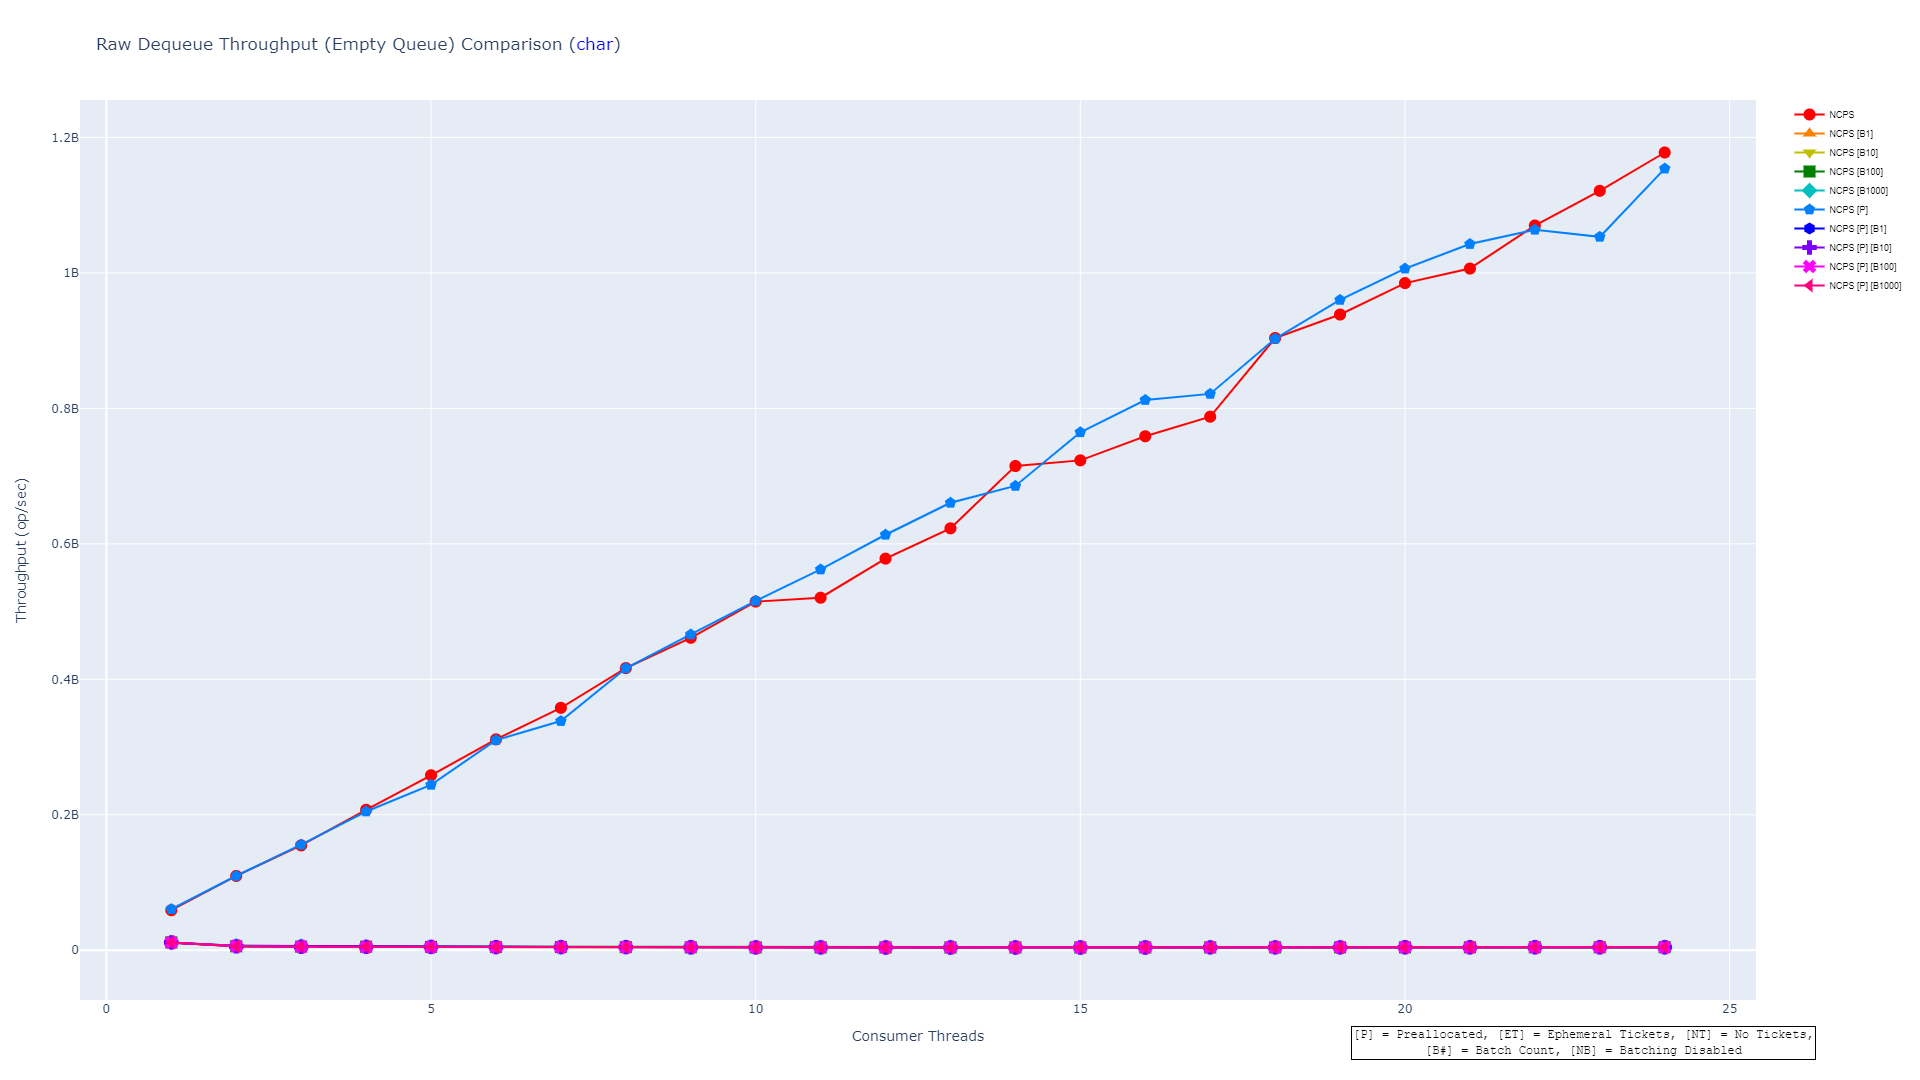 Raw Dequeue Throughput (Empty Queue) Comparison (char)
1.2B
1B
0.8B
0.6B
0.4B
0.2B
0
Throughput (op/sec)
0
5
10
15
20
25
Consumer Threads
NCPS
NCPS [B1]
NCPS [B10]
NCPS [B100]
NCPS [B1000]
NCPS [P]
NCPS [P] [B1]
NCPS [P] [B10]
NCPS [P] [B100]
NCPS [P] [B1000]
[P] = Preallocated, [ET] = Ephemeral Tickets, [NT] = No Tickets,
[B#] = Batch Count, [NB] = Batching Disabled